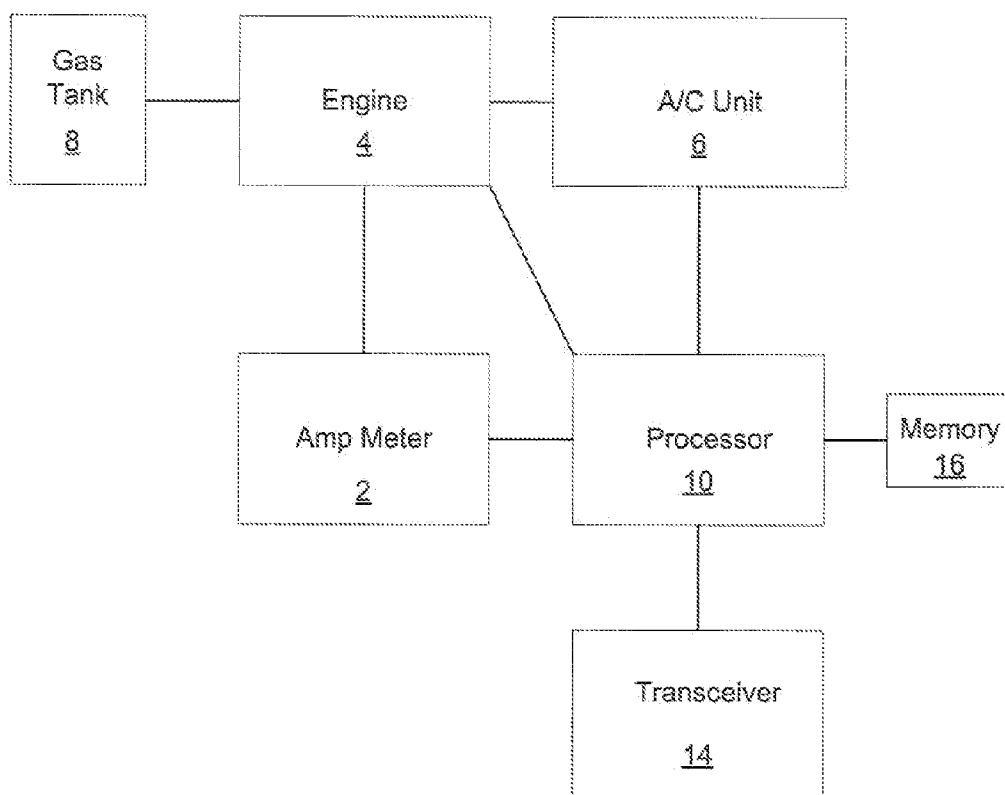 Gas
Tank
8
Engine
4
A/C Unit
6
Amp Meter
2
Processor
10
Memory
16
Transceiver
14